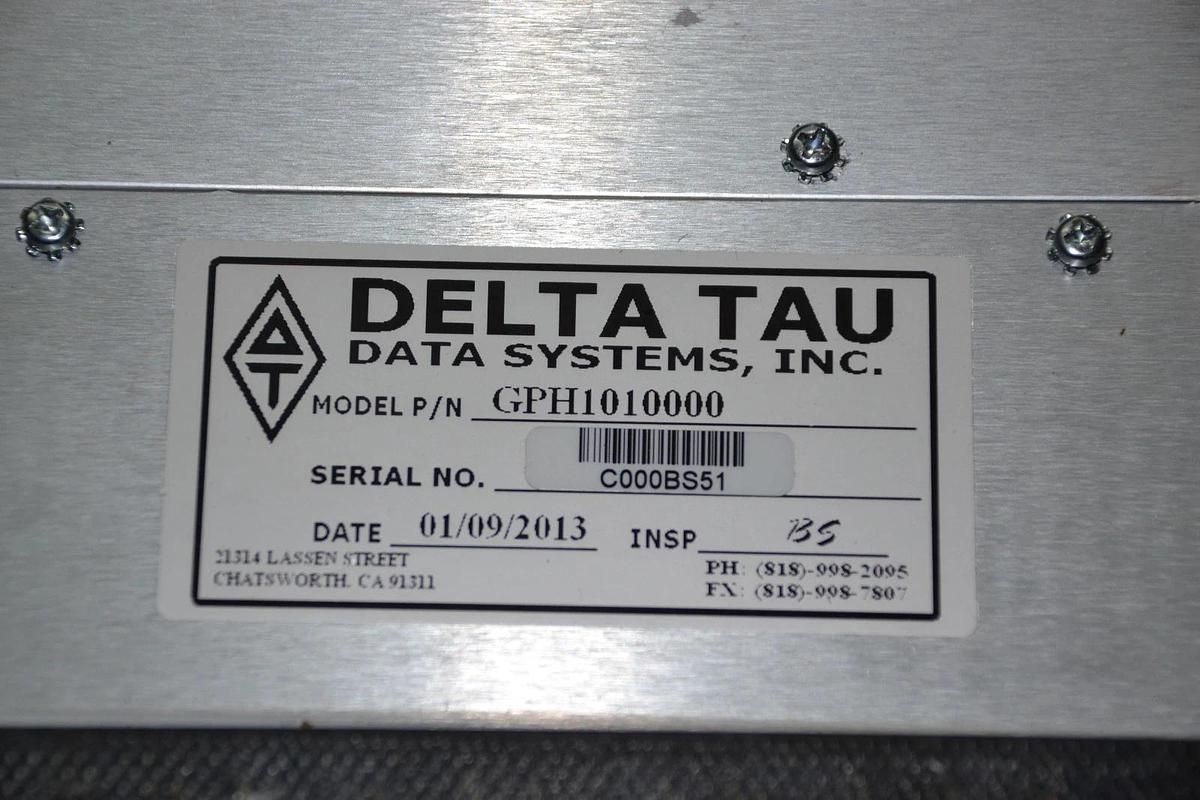 DELTA TAU
DATA SYSTEMS, INC.
ΔT
MODEL P/N GPH1010000
SERIAL NO. C000BS51
DATE 01/09/2013 INSP BS
21314 LASSEN STREET
CHATSWORTH. CA 91311
PH: (818)-998-2095
FX: (818)-998-7807